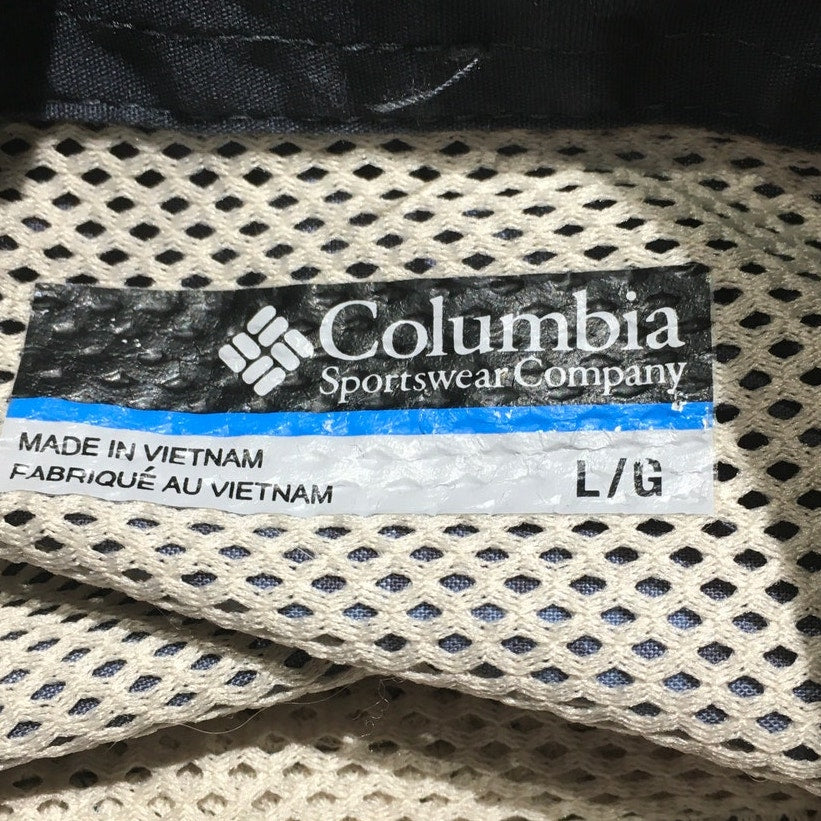 Columbia
Sportswear Company
MADE IN VIETNAM
FABRIQUÉ AU VIETNAM
L/G